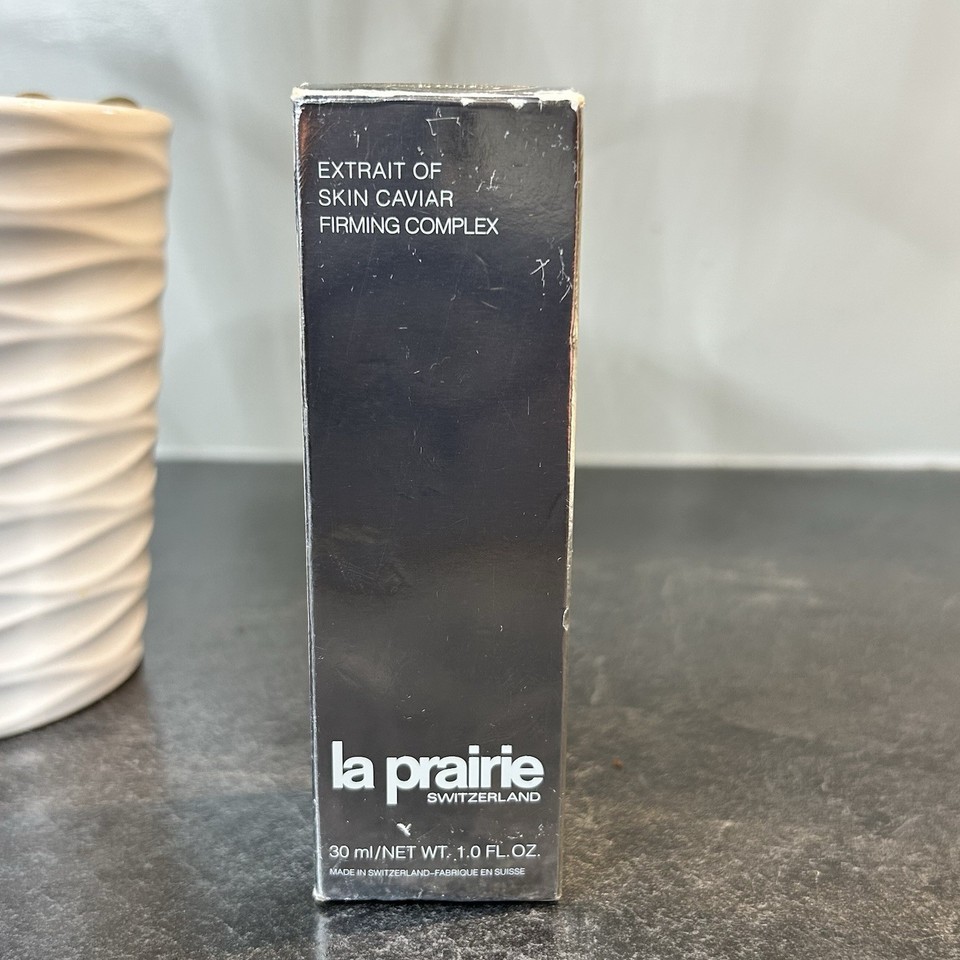 EXTRAIT OF
SKIN CAVIAR
FIRMING COMPLEX
la prairie
SWITZERLAND
30 ml/NET WT. 1.0 FL. OZ.
MADE IN SWITZERLAND-FABRIQUE EN SUISSE